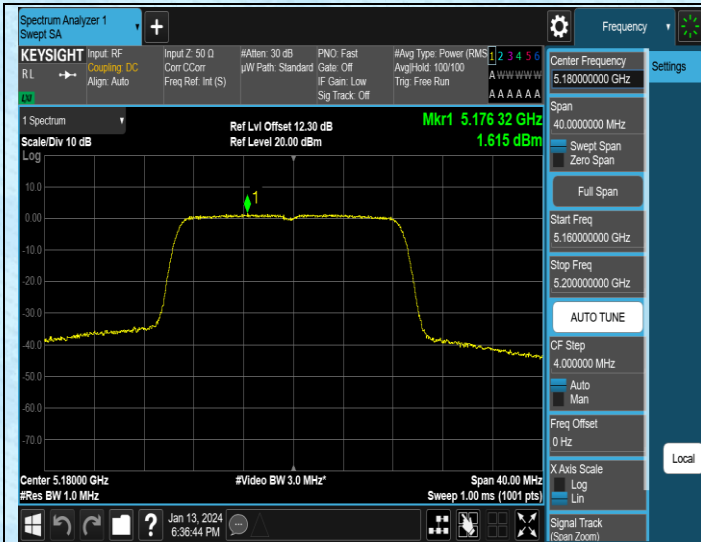 Spectrum Analyzer 1
Swept SA
Frequency
KEYSIGHT
RL
LXI
Input: RF
Coupling: DC
Align: Auto
Input Z: 50 Ω
Corr CCorr
Freq Ref: Int (S)
#Atten: 30 dB
µW Path: Standard
PNO: Fast
Gate: Off
IF Gain: Low
Sig Track: Off
#Avg Type: Power (RMS
Avg|Hold: 100/100
Trig: Free Run
1 2 3 4 5 6
A W W W W W
A A A A A A
1 Spectrum
Scale/Div 10 dB
Log
Ref Lvl Offset 12.30 dB
Ref Level 20.00 dBm
Mkr1 5.176 32 GHz
1.615 dBm
1
10.0
0.00
-10.0
-20.0
-30.0
-40.0
-50.0
-60.0
-70.0
Center 5.18000 GHz
#Res BW 1.0 MHz
#Video BW 3.0 MHz*
Span 40.00 MHz
Sweep 1.00 ms (1001 pts)
Jan 13, 2024
6:36:44 PM
Center Frequency
5.180000000 GHz
Span
40.0000000 MHz
Swept Span
Zero Span
Full Span
Start Freq
5.160000000 GHz
Stop Freq
5.200000000 GHz
AUTO TUNE
CF Step
4.000000 MHz
Auto
Man
Freq Offset
0 Hz
X Axis Scale
Log
Lin
Signal Track
(Span Zoom)
Settings
Local